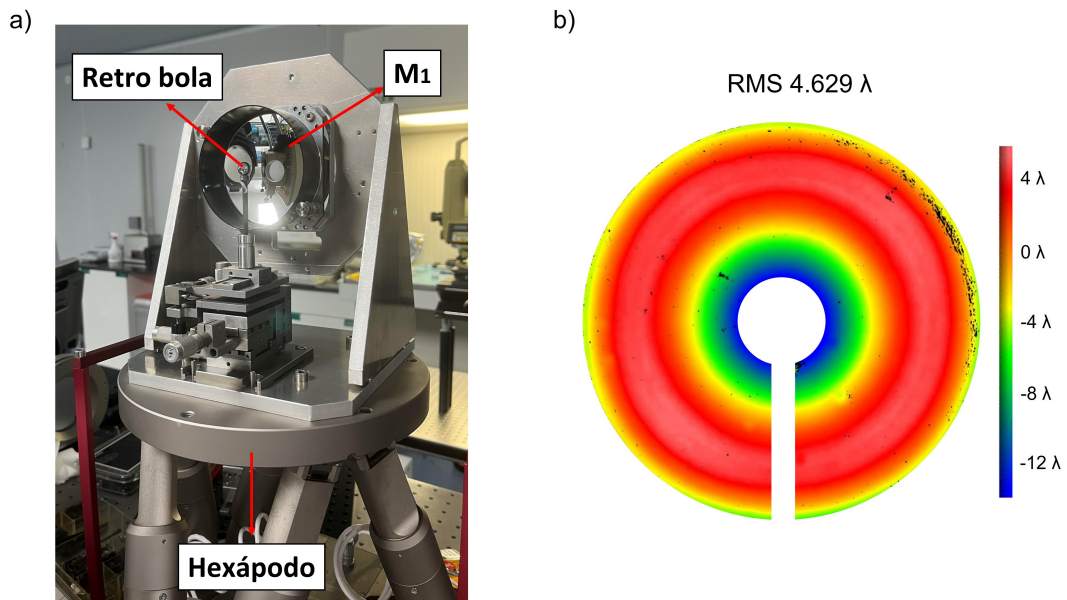 a)
Retro bola
M1
Hexápodo
b)
RMS 4.629 λ
4 λ
0 λ
-4 λ
-8 λ
-12 λ